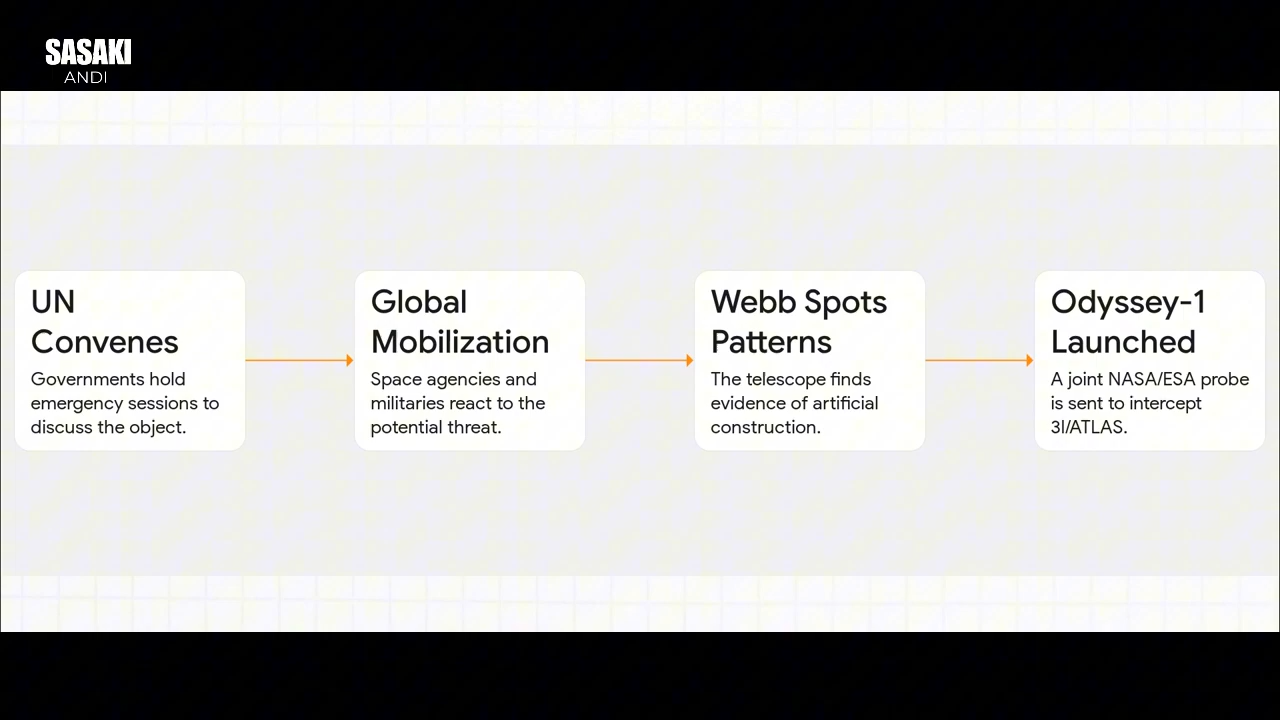 SASAKI
ANDI
UN
Convenes
Governments hold
emergency sessions to
discuss the object.
Global
Mobilization
Space agencies and
militaries react to the
potential threat.
Webb Spots
Patterns
The telescope finds
evidence of artificial
construction.
Odyssey-1
Launched
A joint NASA/ESA probe
is sent to intercept
3I/ATLAS.